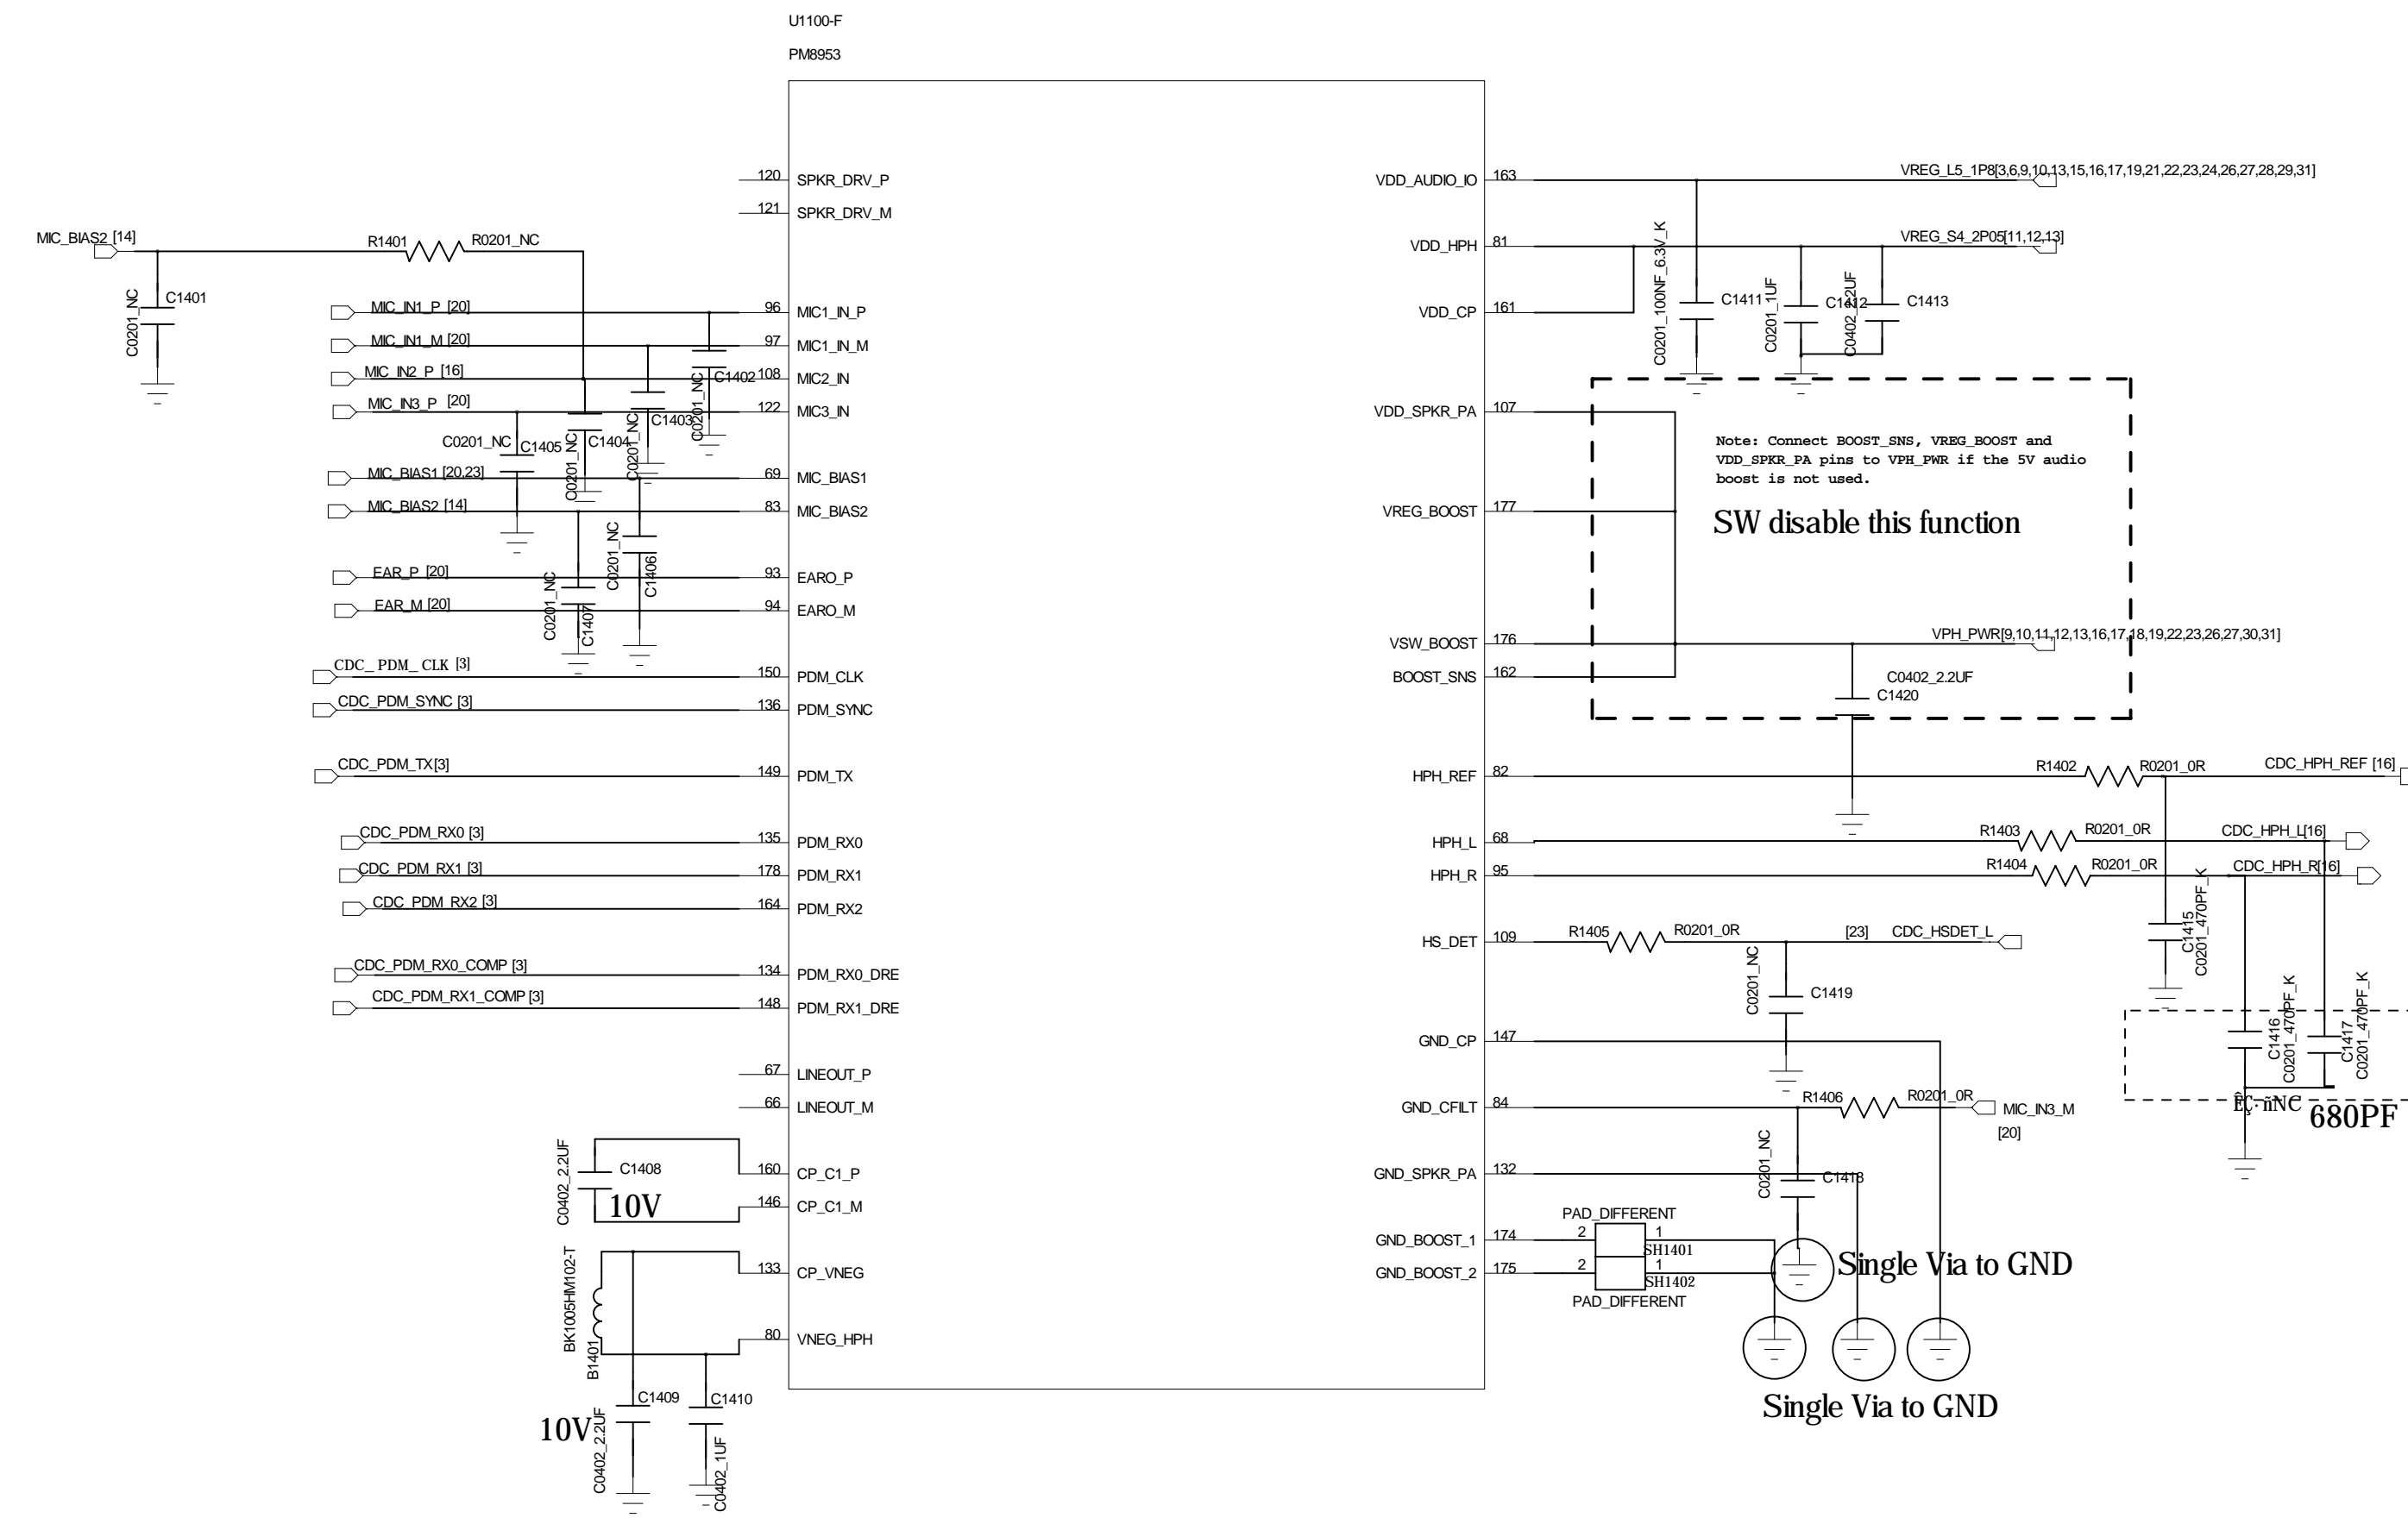 U1100-F
PM8953
120 SPKR_DRV_P
121 SPKR_DRV_M
MIC_BIAS2 [14]
R1401 R0201_NC
C0201_NC
C1401
MIC_IN1_P [20] 96 MIC1_IN_P
MIC_IN1_M [20] 97 MIC1_IN_M
MIC_IN2_P [16] 108 MIC2_IN
MIC_IN3_P [20] 122 MIC3_IN
C1402
C0201_NC
C1403
C0201_NC
C1404
C0201_NC
C0201_NC C1405
MIC_BIAS1 [20,23] 69 MIC_BIAS1
MIC_BIAS2 [14] 83 MIC_BIAS2
C0201_NC
C1406
C0201_NC
C1407
EAR_P [20] 93 EARO_P
EAR_M [20] 94 EARO_M
CDC_PDM_CLK [3] 150 PDM_CLK
CDC_PDM_SYNC [3] 136 PDM_SYNC
CDC_PDM_TX[3] 149 PDM_TX
CDC_PDM_RX0 [3] 135 PDM_RX0
CDC_PDM_RX1 [3] 178 PDM_RX1
CDC_PDM_RX2 [3] 164 PDM_RX2
CDC_PDM_RX0_COMP [3] 134 PDM_RX0_DRE
CDC_PDM_RX1_COMP [3] 148 PDM_RX1_DRE
67 LINEOUT_P
66 LINEOUT_M
C0402_2.2UF
C1408
10V
160 CP_C1_P
146 CP_C1_M
133 CP_VNEG
80 VNEG_HPH
BK1005HM102-T
B1401
C1409
10V
C0402_2.2UF
C1410
C0402_1UF
VDD_AUDIO_IO 163 VREG_L5_1P8[3,6,9,10,13,15,16,17,19,21,22,23,24,26,27,28,29,31]
VDD_HPH 81 VREG_S4_2P05[11,12,13]
VDD_CP 161
C0201_100NF_6.3V_K
C1411
C0201_1UF
C1412
C0402_2.2UF
C1413
VDD_SPKR_PA 107
Note: Connect BOOST_SNS, VREG_BOOST and
VDD_SPKR_PA pins to VPH_PWR if the 5V audio
boost is not used.
VREG_BOOST 177
SW disable this function
VSW_BOOST 176 VPH_PWR[9,10,11,12,13,16,17,18,19,22,23,26,27,30,31]
BOOST_SNS 162
C0402_2.2UF
C1420
HPH_REF 82 R1402 R0201_0R CDC_HPH_REF [16]
HPH_L 68 R1403 R0201_0R CDC_HPH_L[16]
HPH_R 95 R1404 R0201_0R CDC_HPH_R[16]
C1415
C0201_470PF_K
HS_DET 109 R1405 R0201_0R [23] CDC_HSDET_L
C0201_NC
C1419
C1416
C0201_470PF_K
C1417
C0201_470PF_K
ÊÇ·ñNC
680PF
GND_CP 147
GND_CFILT 84 R1406 R0201_0R MIC_IN3_M
[20]
C0201_NC
C1418
GND_SPKR_PA 132
PAD_DIFFERENT
GND_BOOST_1 174 2 1
SH1401
GND_BOOST_2 175 2 1
SH1402
PAD_DIFFERENT
Single Via to GND
Single Via to GND